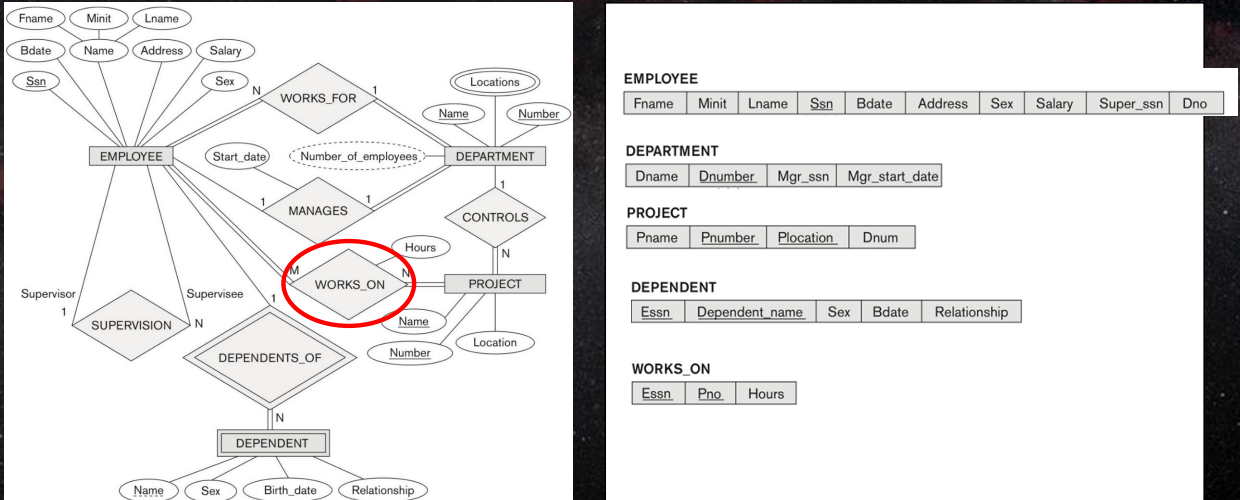 Fname Minit Lname
Bdate Name Address Salary
Ssn Sex
N WORKS_FOR 1
Locations
Name Number
EMPLOYEE Start_date Number_of_employees DEPARTMENT
1 MANAGES 1
1
CONTROLS
N
Hours
M WORKS_ON N PROJECT
Supervisor Supervisee
1 SUPERVISION N
1
Name
Number Location
DEPENDENTS_OF
N
DEPENDENT
Name Sex Birth_date Relationship
EMPLOYEE
Fname Minit Lname Ssn Bdate Address Sex Salary Super_ssn Dno
DEPARTMENT
Dname Dnumber Mgr_ssn Mgr_start_date
PROJECT
Pname Pnumber Plocation Dnum
DEPENDENT
Essn Dependent_name Sex Bdate Relationship
WORKS_ON
Essn Pno Hours